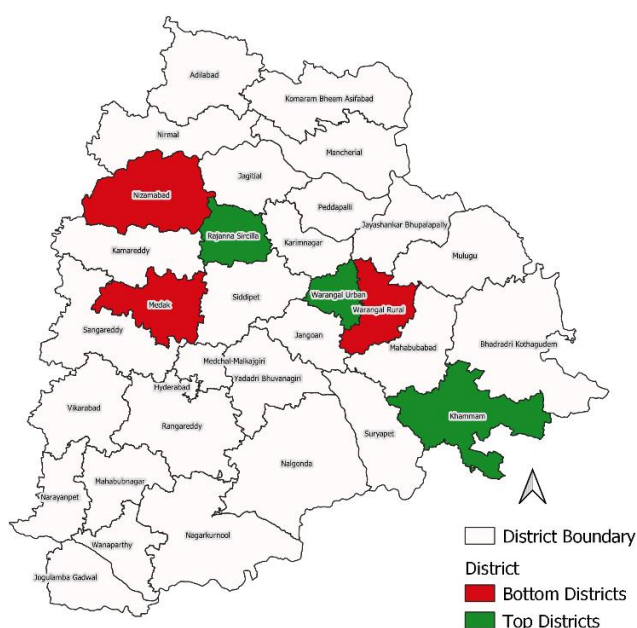 Adilabad
Komaram Bheem Asifabad
Nirmal
Mancherial
Jagitial
Nizamabad
Peddapalli
Jayashankar Bhupalapally
Rajanna Sircilla
Karimnagar
Kamareddy
Mulugu
Siddipet
Warangal Urban
Medak
Warangal Rural
Sangareddy
Jangoan
Mahabubabad
Bhadradri Kothagudem
Medchal-Malkajgiri
Yadadri Bhuvanagiri
Hyderabad
Vikarabad
Khammam
Rangareddy
Suryapet
Nalgonda
Mahabubnagar
Narayanpet
Nagarkurnool
Wanaparthy
Jogulamba Gadwal
District Boundary
District
Bottom Districts
Top Districts